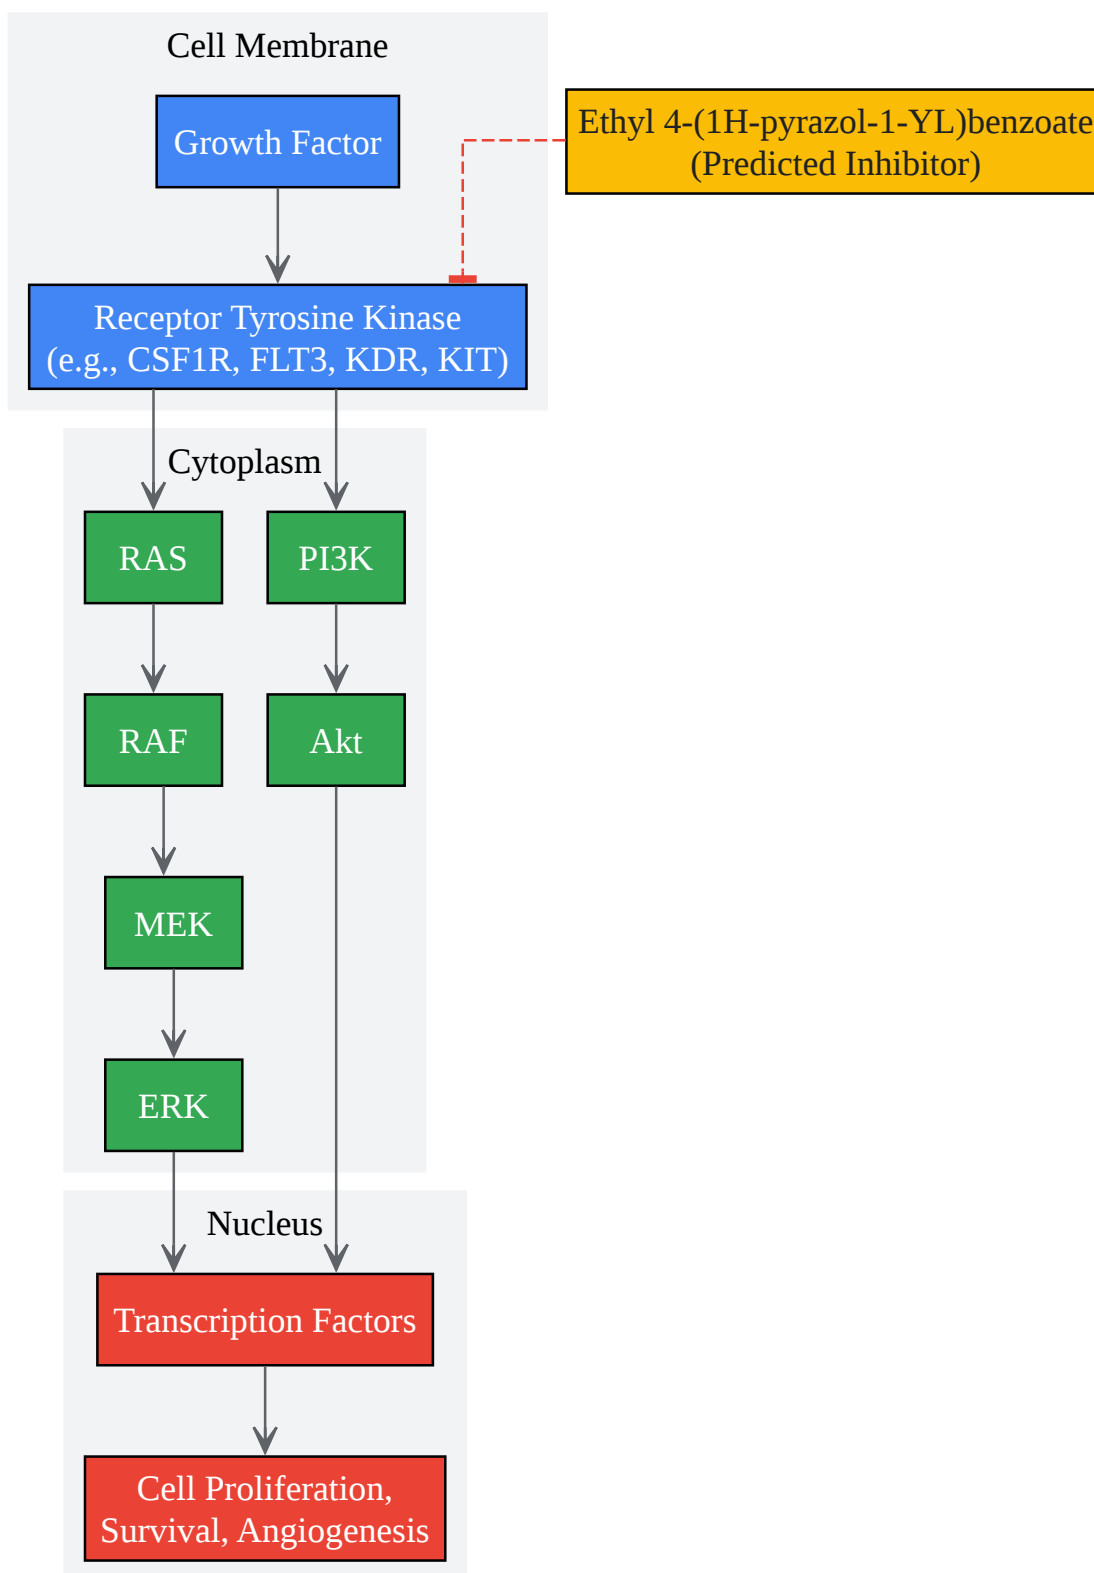 Cell Membrane
Growth Factor
Ethyl 4-(1H-pyrazol-1-YL)benzoate
(Predicted Inhibitor)
Receptor Tyrosine Kinase
(e.g., CSF1R, FLT3, KDR, KIT)
Cytoplasm
RAS
PI3K
RAF
Akt
MEK
ERK
Nucleus
Transcription Factors
Cell Proliferation,
Survival, Angiogenesis